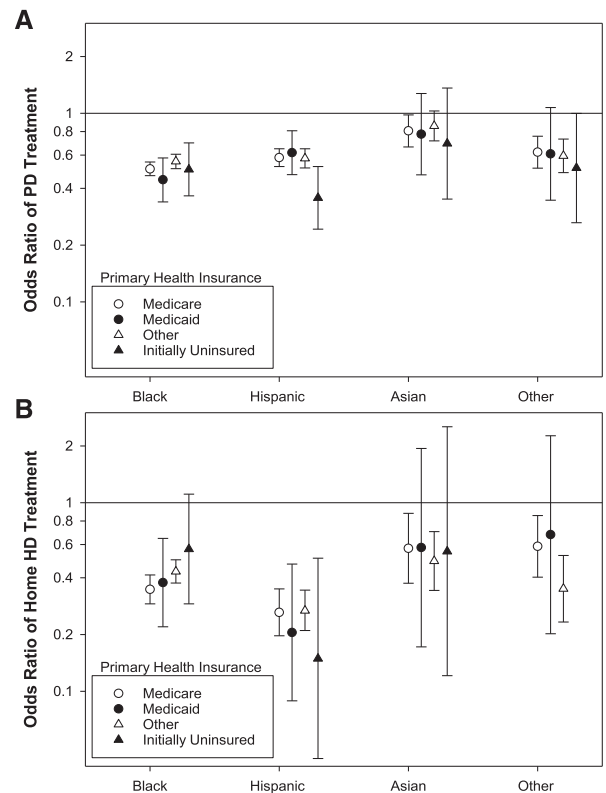 A
Odds Ratio of PD Treatment
2
1
0.8
0.6
0.4
0.2
0.1
Primary Health Insurance
Medicare
Medicaid
Other
Initially Uninsured
Black Hispanic Asian Other
B
Odds Ratio of Home HD Treatment
2
1
0.8
0.6
0.4
0.2
0.1
Primary Health Insurance
Medicare
Medicaid
Other
Initially Uninsured
Black Hispanic Asian Other